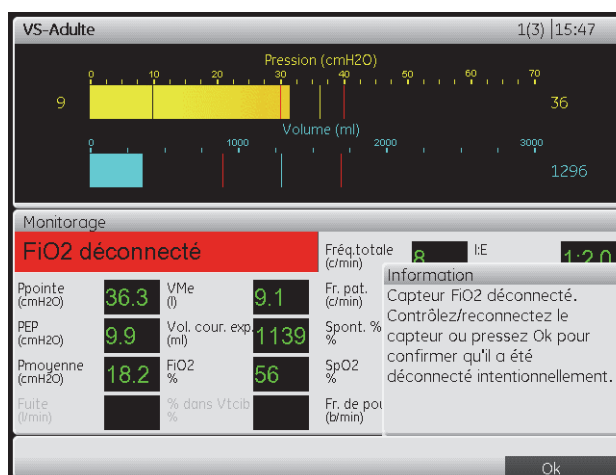 VS-Adulte 1(3) |15:47
Pression (cmH2O)
0 10 20 30 40 50 60 70
9 36
Volume (ml)
0 1000 2000 3000
1296
Monitorage
FiO2 déconnecté
Fréq.totale (c/min) 8 I:E 1:2.0
Ppointe (cmH2O) 36.3 VMe (l) 9.1 Fr. pat. (c/min)
PEP (cmH2O) 9.9 Vol. cour. exp. (ml) 1139 Spont. % %
Pmoyenne (cmH2O) 18.2 FiO2 % 56 SpO2 %
Fuite (l/min) % dans Vtcib % Fr. de pou (b/min)
Information
Capteur FiO2 déconnecté.
Contrôlez/reconnectez le
capteur ou pressez Ok pour
confirmer qu'il a été
déconnecté intentionnellement.
Ok